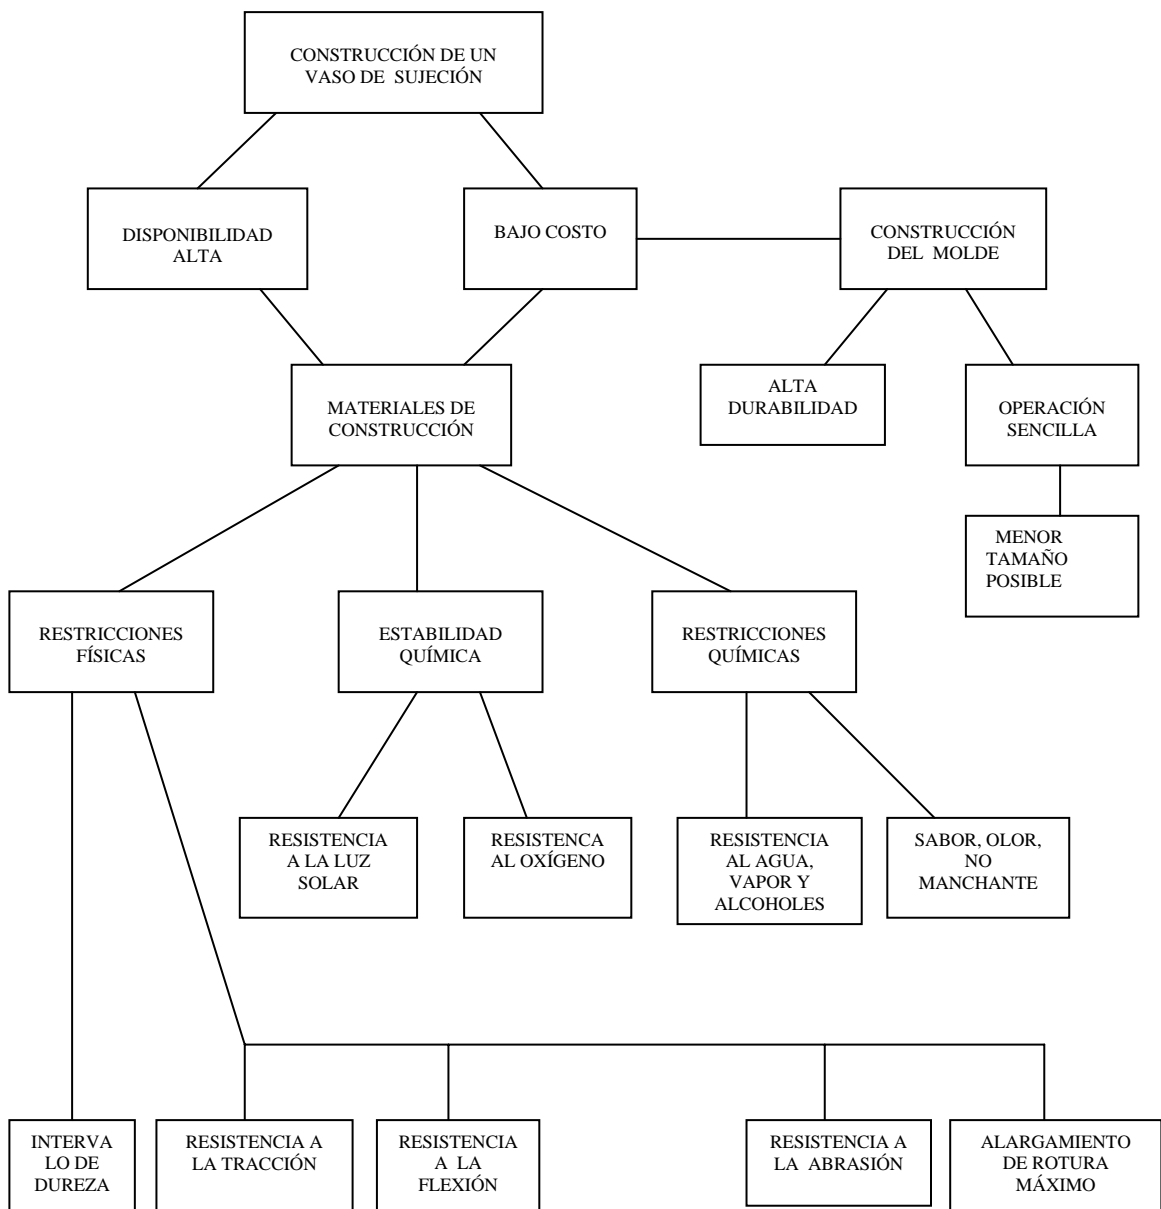 CONSTRUCCIÓN DE UN
VASO DE SUJECIÓN
DISPONIBILIDAD
ALTA
BAJO COSTO
CONSTRUCCIÓN
DEL MOLDE
MATERIALES DE
CONSTRUCCIÓN
ALTA
DURABILIDAD
OPERACIÓN
SENCILLA
MENOR
TAMAÑO
POSIBLE
RESTRICCIONES
FÍSICAS
ESTABILIDAD
QUÍMICA
RESTRICCIONES
QUÍMICAS
RESISTENCIA
A LA LUZ
SOLAR
RESISTENCA
AL OXÍGENO
RESISTENCIA
AL AGUA,
VAPOR Y
ALCOHOLES
SABOR, OLOR,
NO
MANCHANTE
INTERVA
LO DE
DUREZA
RESISTENCIA A
LA TRACCIÓN
RESISTENCIA
A LA
FLEXIÓN
RESISTENCIA A
LA ABRASIÓN
ALARGAMIENTO
DE ROTURA
MÁXIMO